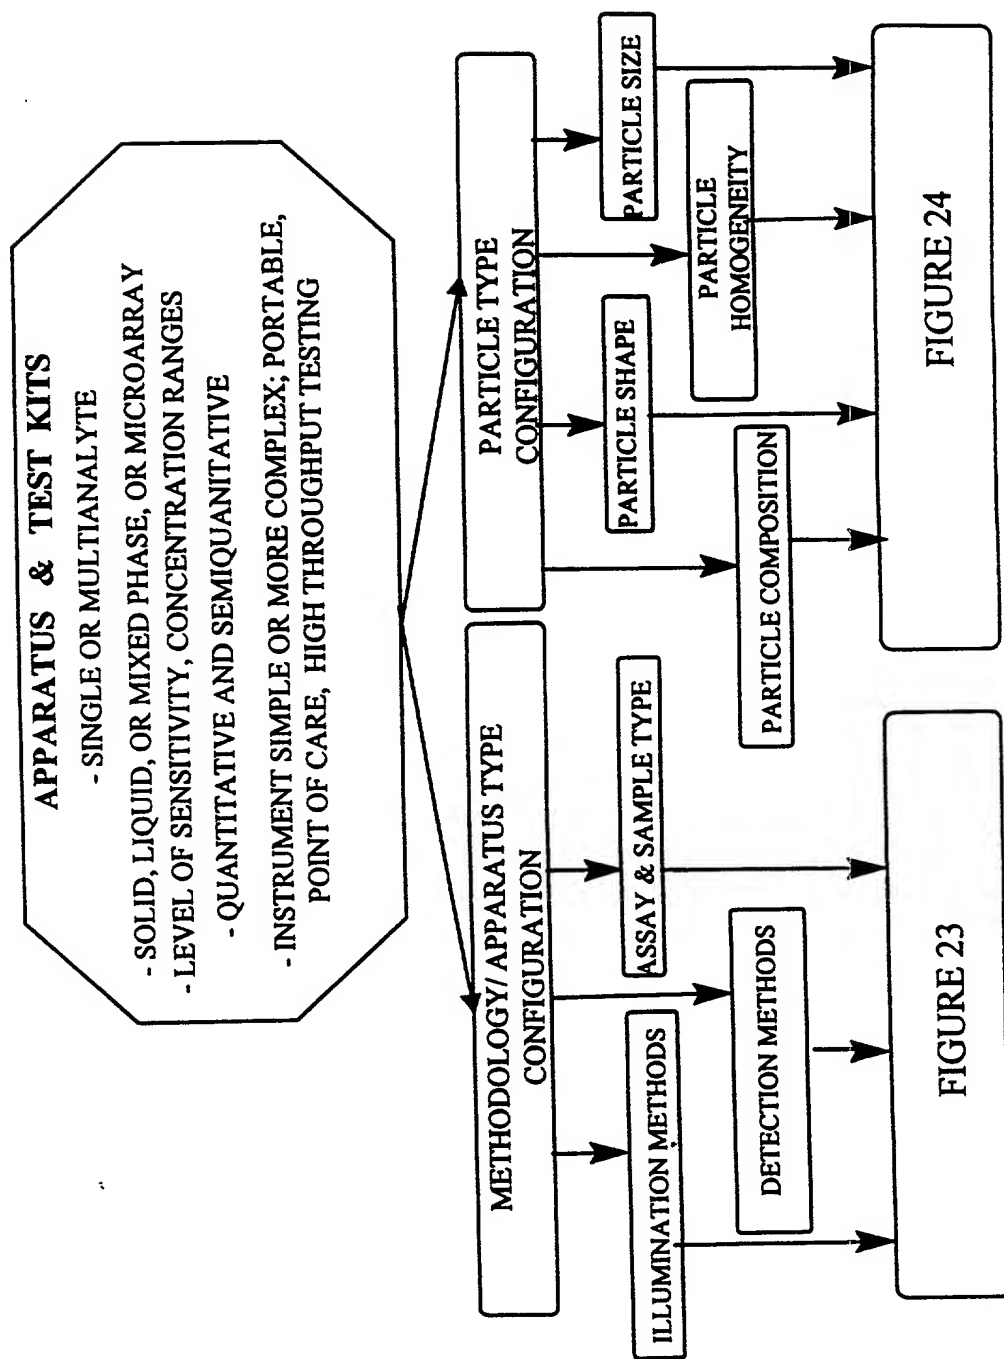 APPARATUS & TEST KITS
- SINGLE OR MULTIANALYTE
- SOLID, LIQUID, OR MIXED PHASE, OR MICROARRAY
- LEVEL OF SENSITIVITY, CONCENTRATION RANGES
- QUANTITATIVE AND SEMIQUANITATIVE
- INSTRUMENT SIMPLE OR MORE COMPLEX; PORTABLE,
POINT OF CARE, HIGH THROUGHPUT TESTING
METHODOLOGY/ APPARATUS TYPE
CONFIGURATION
ILLUMINATION METHODS
DETECTION METHODS
ASSAY & SAMPLE TYPE
FIGURE 23
PARTICLE TYPE
CONFIGURATION
PARTICLE COMPOSITION
PARTICLE SHAPE
PARTICLE
HOMOGENEITY
PARTICLE SIZE
FIGURE 24